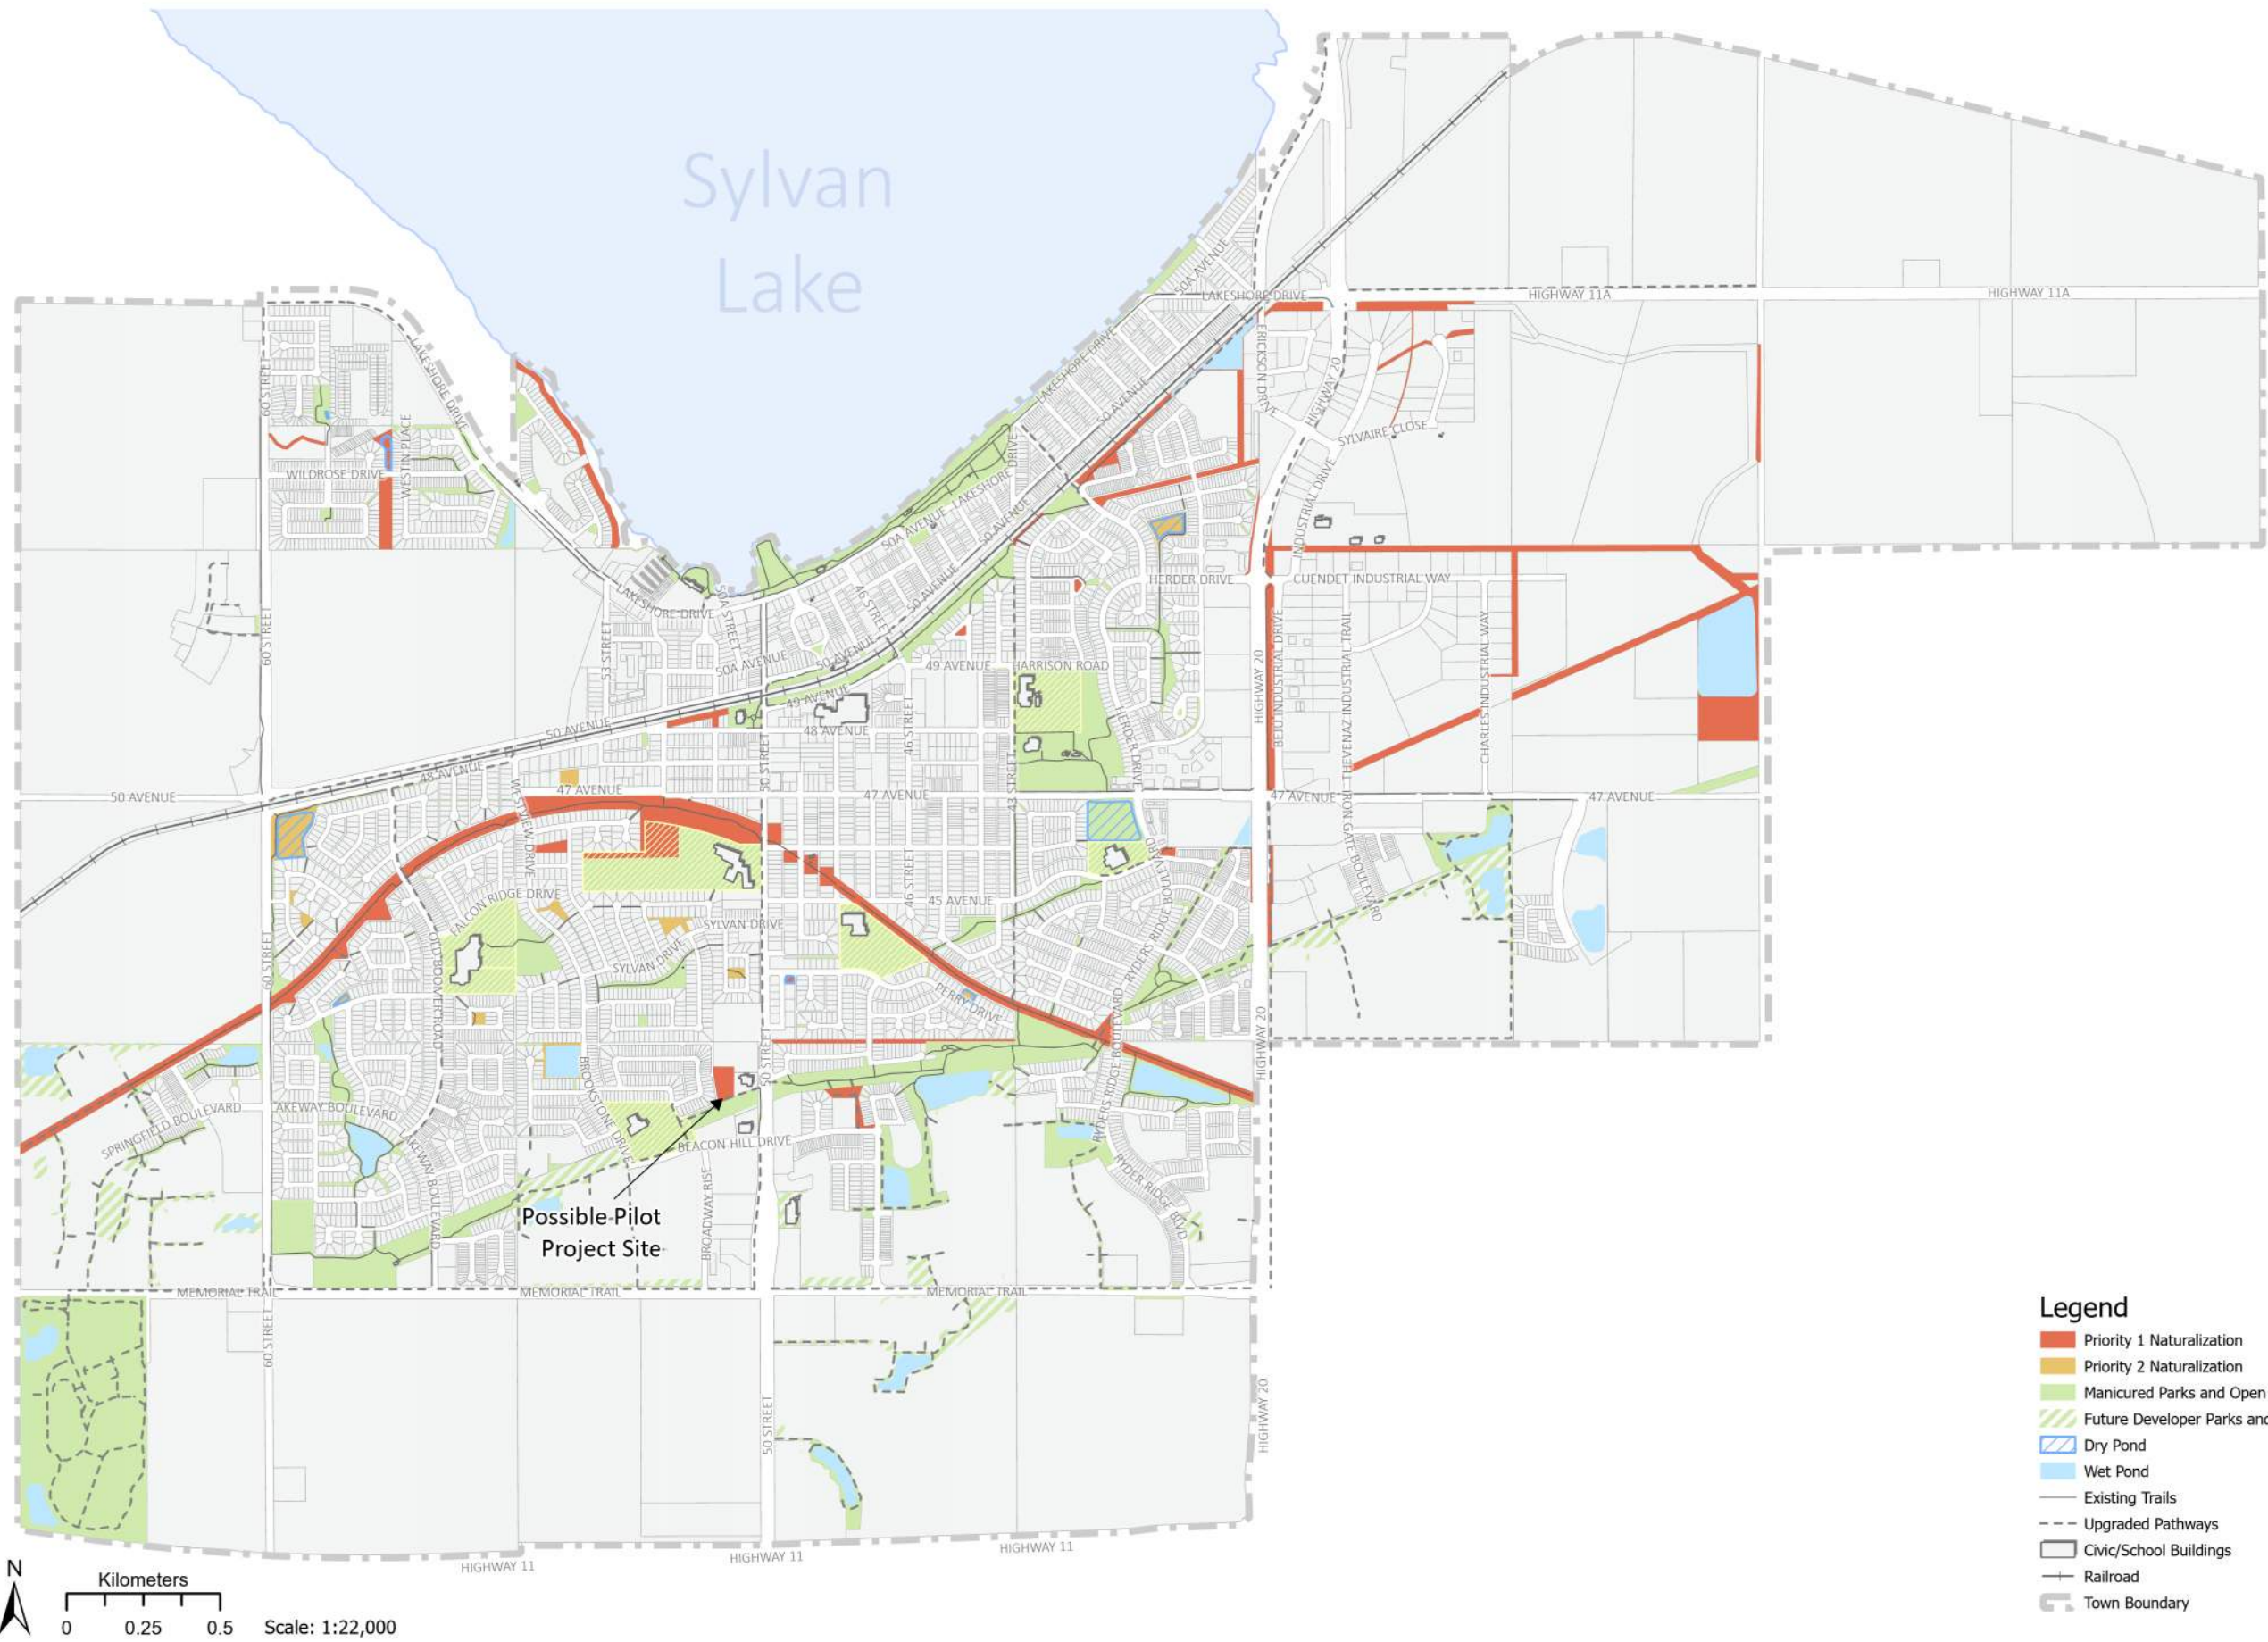 Sylvan
Lake
50A AVENUE
LAKESHORE DRIVE
HIGHWAY 11A
HIGHWAY 11A
LAKESHORE DRIVE
60 STREET
ERICKSON DRIVE
HIGHWAY 20
LAKESHORE DRIVE
50 AVENUE
WESTIN PLACE
SYLVAIRE CLOSE
WILDROSE DRIVE
DRIVE
LAKESHORE
50A AVENUE
50 AVENUE
INDUSTRIAL DRIVE
HERDER DRIVE
CUENDET INDUSTRIAL WAY
LAKESHORE DRIVE
50A STREET
46 STREET
50 AVENUE
60 STREET
53 STREET
50A AVENUE
50 AVENUE
49 AVENUE
HARRISON ROAD
HIGHWAY 20
BEJU INDUSTRIAL DRIVE
THEVENAZ INDUSTRIAL TRAIL
CHARLES INDUSTRIAL WAY
49 AVENUE
50 AVENUE
48 AVENUE
46 STREET
HERDER DRIVE
50 STREET
43 STREET
48 AVENUE
50 AVENUE
47 AVENUE
47 AVENUE
47 AVENUE
47 AVENUE
WESTVIEW DRIVE
46 STREET
FALCON RIDGE DRIVE
45 AVENUE
SYLVAN DRIVE
SYLVAN DRIVE
RYDERS RIDGE BOULEVARD
60 STREET
OLD BOOMER ROAD
PERRY DRIVE
RYDERS RIDGE BOULEVARD
HIGHWAY 20
50 STREET
BROOKSTONE DRIVE
SPRINGFIELD BOULEVARD
LAKEWAY BOULEVARD
LAKEWAY BOULEVARD
BEACON HILL DRIVE
RYDER RIDGE BLVD
BROADWAY RISE
Possible Pilot
Project Site
MEMORIAL TRAIL
MEMORIAL TRAIL
MEMORIAL TRAIL
60 STREET
50 STREET
HIGHWAY 20
HIGHWAY 11
HIGHWAY 11
HIGHWAY 11
Legend
Priority 1 Naturalization
Priority 2 Naturalization
Manicured Parks and Open
Future Developer Parks and
Dry Pond
Wet Pond
Existing Trails
Upgraded Pathways
Civic/School Buildings
Railroad
Town Boundary
N
Kilometers
0 0.25 0.5 Scale: 1:22,000